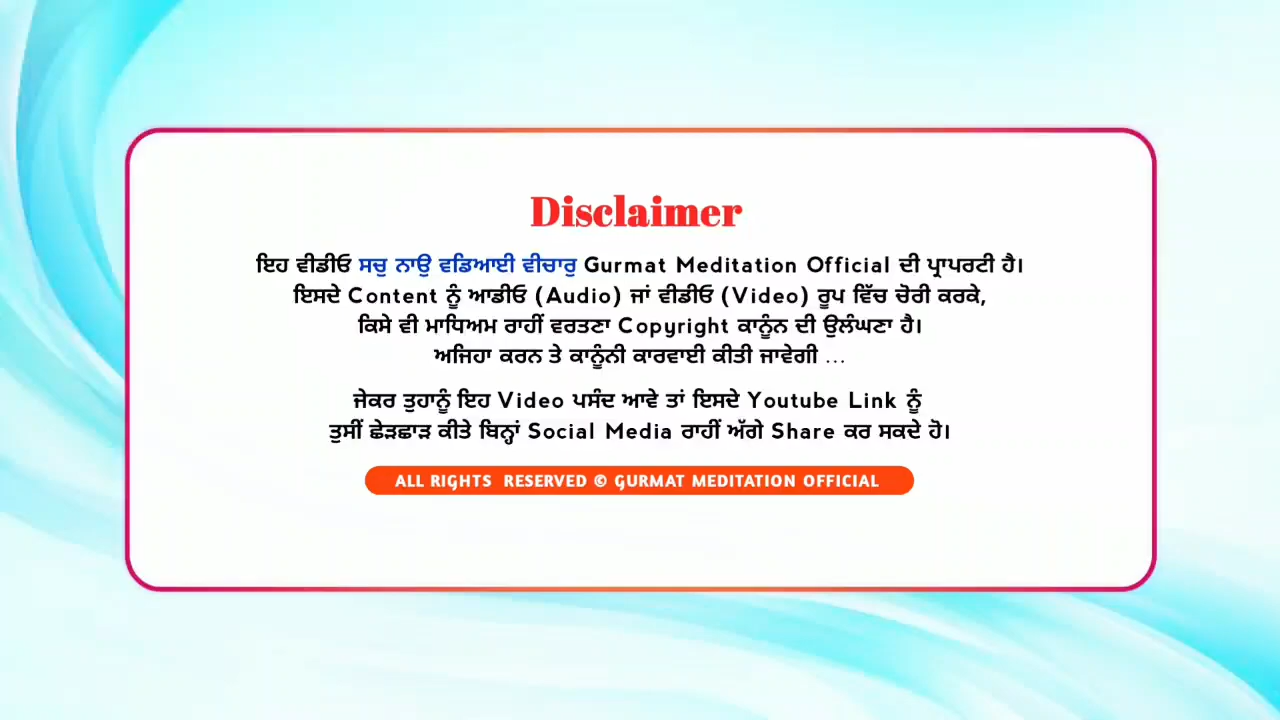 Disclaimer
ਇਹ ਵੀਡੀਓ ਸਚੁ ਨਾਉ ਵਡਿਆਈ ਵੀਚਾਰੁ Gurmat Meditation Official ਦੀ ਪ੍ਰਾਪਰਟੀ ਹੈ।
ਇਸਦੇ Content ਨੂੰ ਆਡੀਓ (Audio) ਜਾਂ ਵੀਡੀਓ (Video) ਰੂਪ ਵਿੱਚ ਚੋਰੀ ਕਰਕੇ,
ਕਿਸੇ ਵੀ ਮਾਧਿਅਮ ਰਾਹੀਂ ਵਰਤਣਾ Copyright ਕਾਨੂੰਨ ਦੀ ਉਲੰਘਣਾ ਹੈ।
ਅਜਿਹਾ ਕਰਨ ਤੇ ਕਾਨੂੰਨੀ ਕਾਰਵਾਈ ਕੀਤੀ ਜਾਵੇਗੀ ...
ਜੇਕਰ ਤੁਹਾਨੂੰ ਇਹ Video ਪਸੰਦ ਆਵੇ ਤਾਂ ਇਸਦੇ Youtube Link ਨੂੰ
ਤੁਸੀਂ ਛੇੜਛਾੜ ਕੀਤੇ ਬਿਨ੍ਹਾਂ Social Media ਰਾਹੀਂ ਅੱਗੇ Share ਕਰ ਸਕਦੇ ਹੋ।
ALL RIGHTS RESERVED © GURMAT MEDITATION OFFICIAL